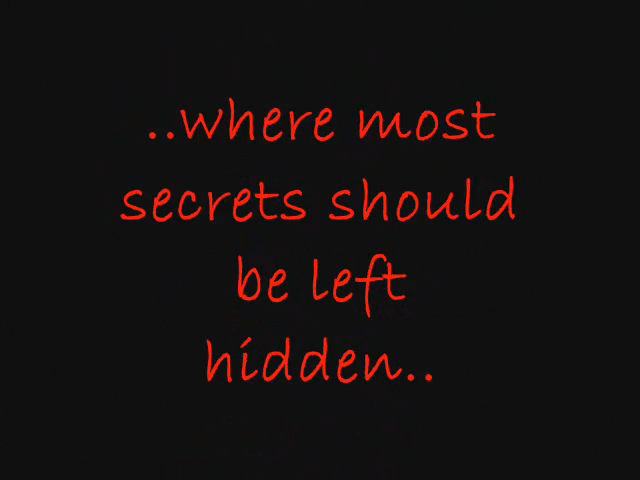 ..where most
secrets should
be left
hidden..